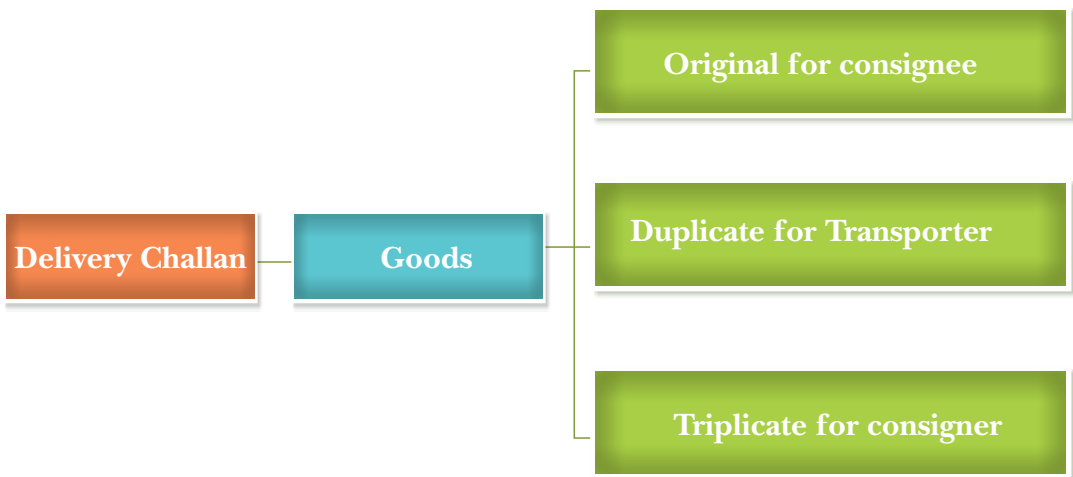 Delivery Challan
Goods
Original for consignee
Duplicate for Transporter
Triplicate for consigner